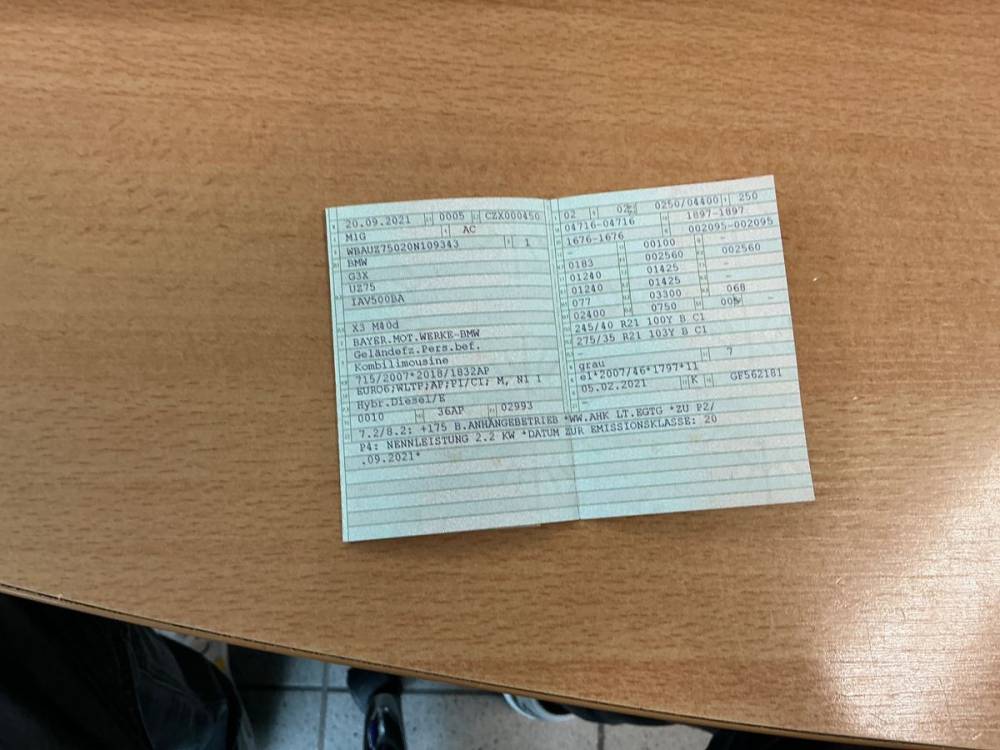 20.09.2021 0005 CZX000450
M1G AC
WBAUZ75020N109343 1
BMW
G3X
UZ75
IAV500BA
X3 M40d
BAYER.MOT.WERKE-BMW
Geländefz.Pers.bef.
Kombilimousine
715/2007*2018/1832AP
EURO6;WLTP;AP;PI/CI; M, N1 I
Hybr.Diesel/E
0010 36AP 02993
7.2/8.2: +175 B.ANHÄNGEBETRIEB *WW.AHK LT.EGTG *ZU P2/
P4: NENNLEISTUNG 2.2 KW *DATUM ZUR EMISSIONSKLASSE: 20
.09.2021*
02 02 0250/04400 250
04716-04716 1897-1897
1676-1676 002095-002095
- 00100 -
0183 002560 002560
01240 01425 -
01240 01425 -
077 03300 068
02400 0750 -
245/40 R21 100Y B C1
275/35 R21 103Y B C1
-
grau 7
e1*2007/46*1797*11
05.02.2021 K GF562181
-